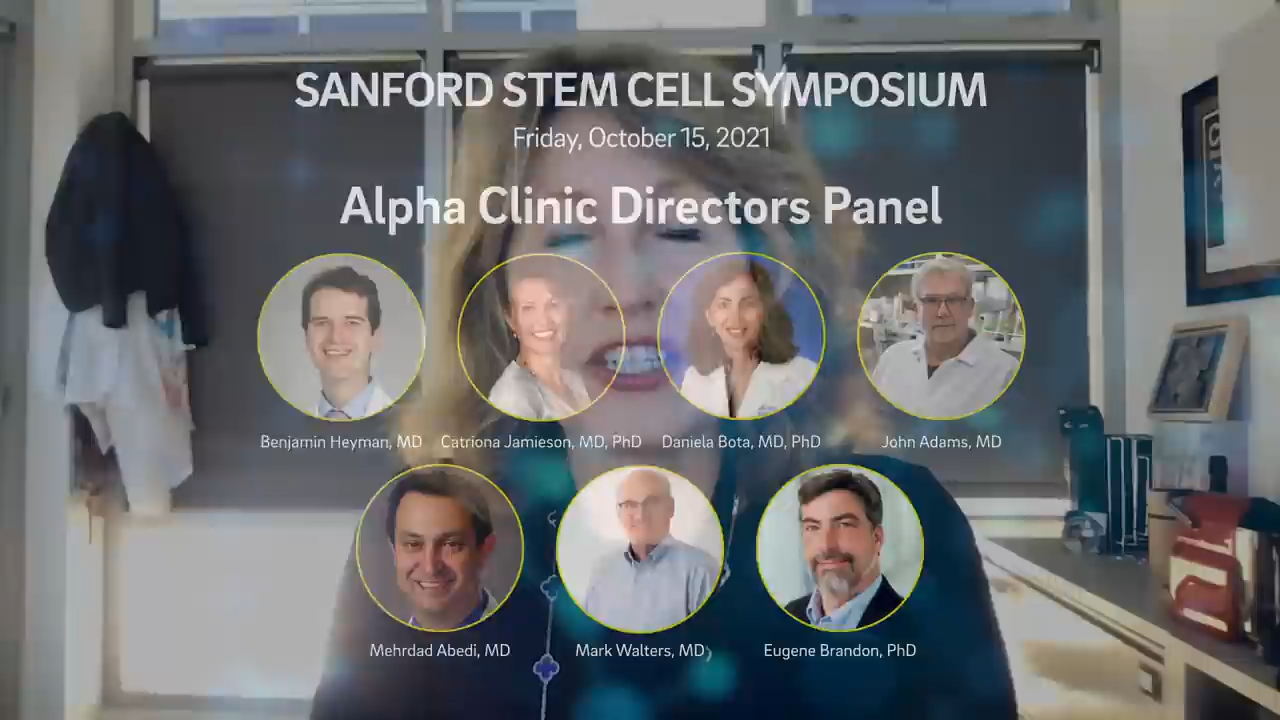 SANFORD STEM CELL SYMPOSIUM
Friday, October 15, 2021
Alpha Clinic Directors Panel
Benjamin Heyman, MD
Catriona Jamieson, MD, PhD
Daniela Bota, MD, PhD
John Adams, MD
Mehrdad Abedi, MD
Mark Walters, MD
Eugene Brandon, PhD